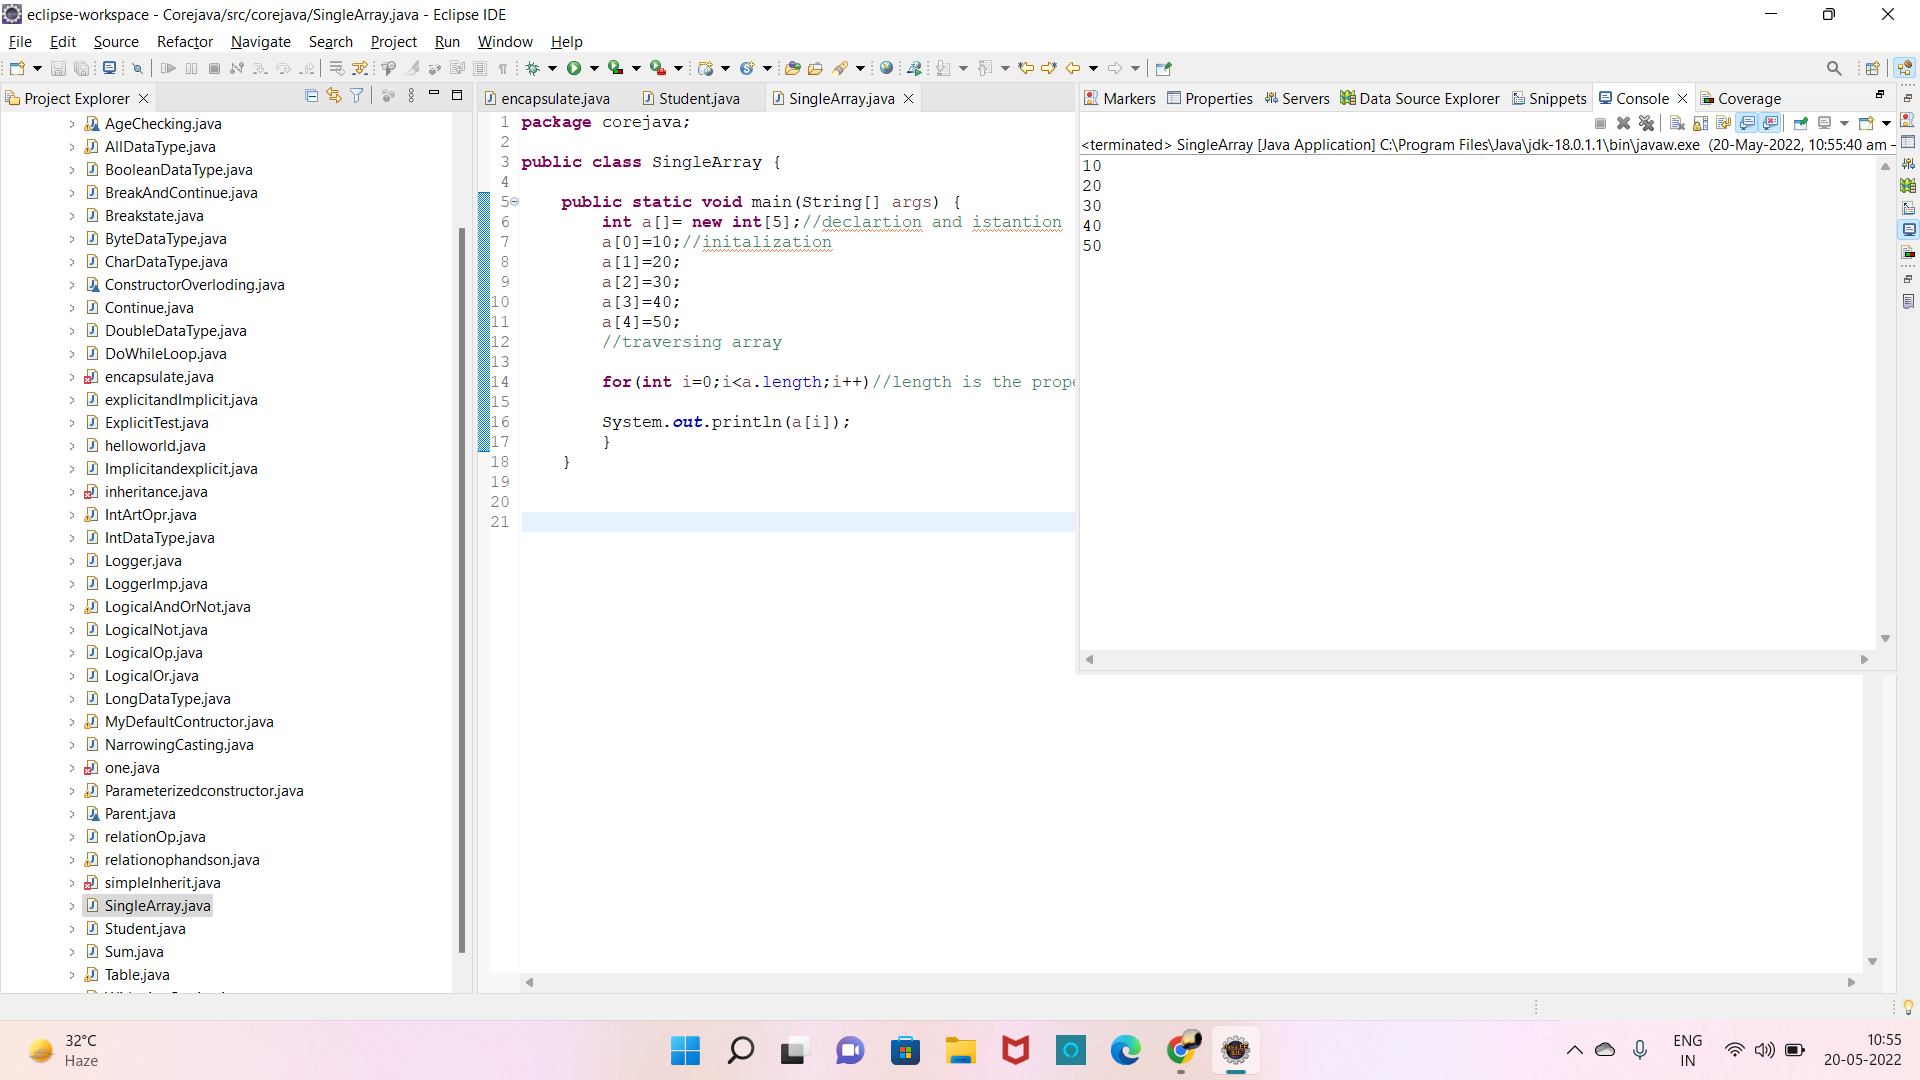 eclipse-workspace - Corejava/src/corejava/SingleArray.java - Eclipse IDE
File Edit Source Refactor Navigate Search Project Run Window Help
Project Explorer
AgeChecking.java
AllDataType.java
BooleanDataType.java
BreakAndContinue.java
Breakstate.java
ByteDataType.java
CharDataType.java
ConstructorOverloding.java
Continue.java
DoubleDataType.java
DoWhileLoop.java
encapsulate.java
explicitandImplicit.java
ExplicitTest.java
helloworld.java
Implicitandexplicit.java
inheritance.java
IntArtOpr.java
IntDataType.java
Logger.java
LoggerImp.java
LogicalAndOrNot.java
LogicalNot.java
LogicalOp.java
LogicalOr.java
LongDataType.java
MyDefaultContructor.java
NarrowingCasting.java
one.java
Parameterizedconstructor.java
Parent.java
relationOp.java
relationophandson.java
simpleInherit.java
SingleArray.java
Student.java
Sum.java
Table.java
encapsulate.java Student.java SingleArray.java
1 package corejava;
2
3 public class SingleArray {
4
5 public static void main(String[] args) {
6 int a[]= new int[5];//declartion and istantion
7 a[0]=10;//initalization
8 a[1]=20;
9 a[2]=30;
10 a[3]=40;
11 a[4]=50;
12 //traversing array
13
14 for(int i=0;i<a.length;i++)//length is the prope
15
16 System.out.println(a[i]);
17 }
18 }
19
20
21
Markers Properties Servers Data Source Explorer Snippets Console Coverage
<terminated> SingleArray [Java Application] C:\Program Files\Java\jdk-18.0.1.1\bin\javaw.exe (20-May-2022, 10:55:40 am –
10
20
30
40
50
32°C
Haze
ENG
IN
10:55
20-05-2022